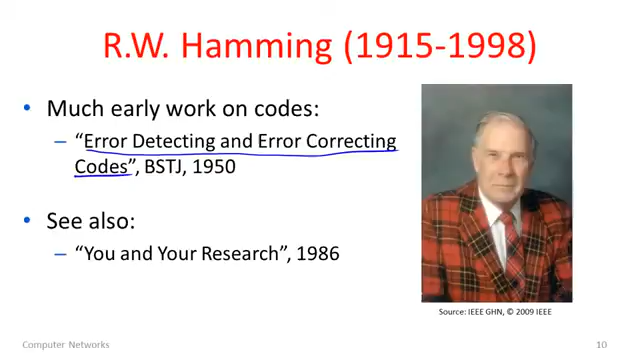 R.W. Hamming (1915-1998)
• Much early work on codes:
– “Error Detecting and Error Correcting
Codes”, BSTJ, 1950
• See also:
– “You and Your Research”, 1986
Source: IEEE GHN, © 2009 IEEE
Computer Networks
10